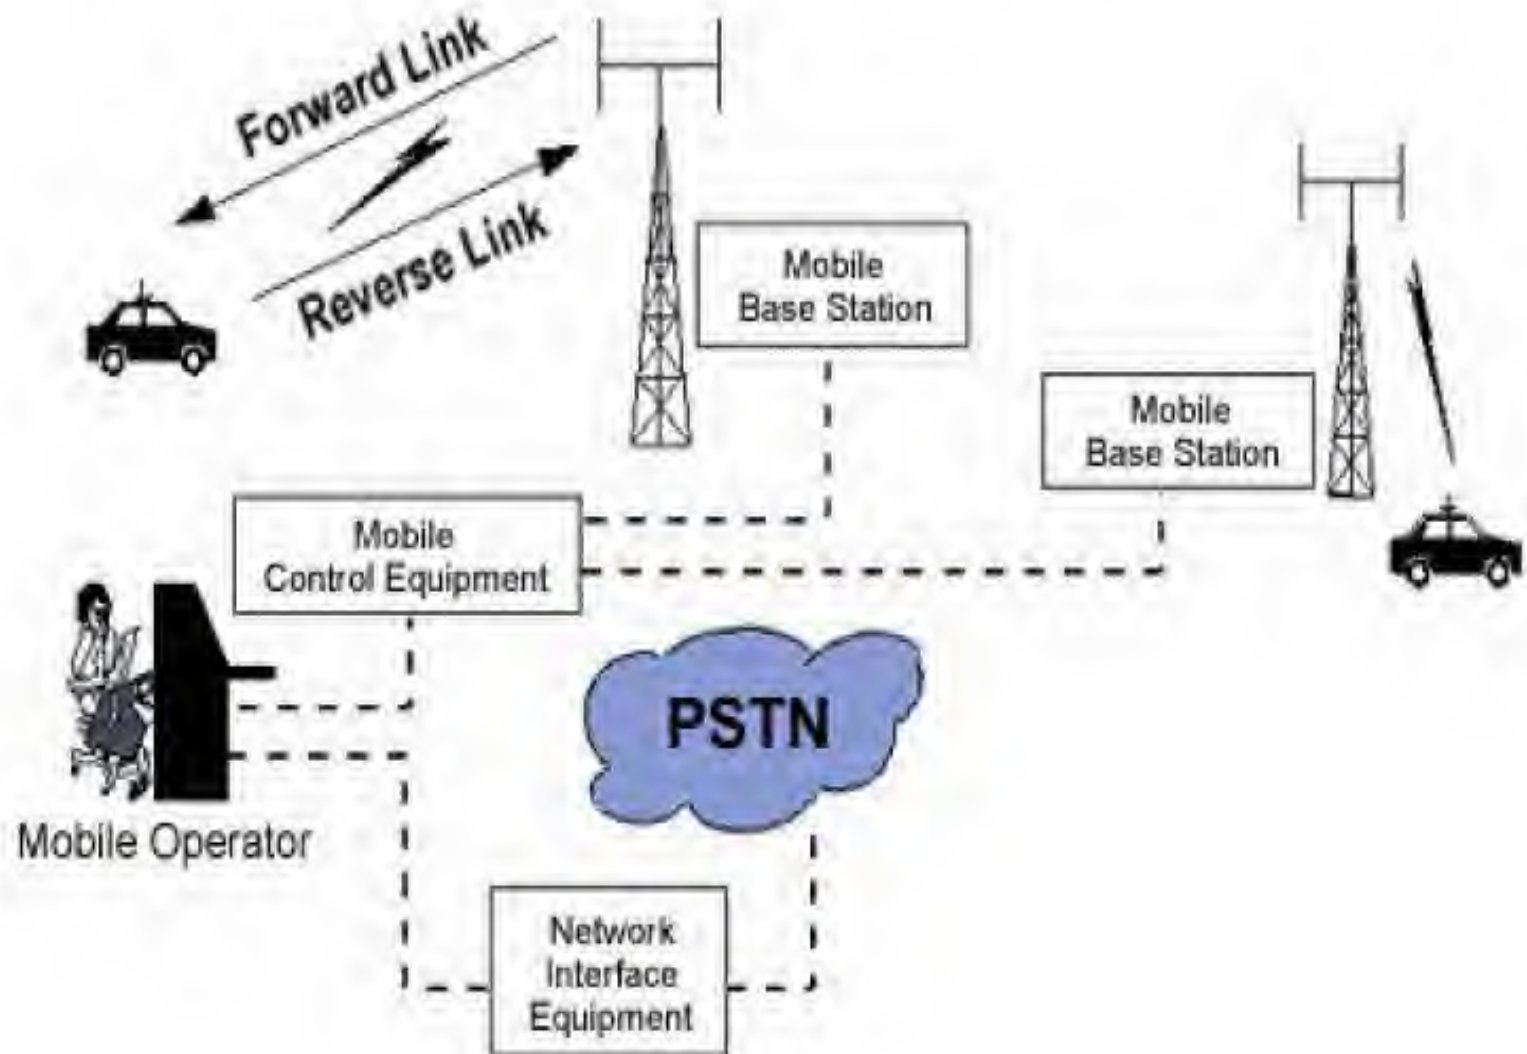 Forward Link
Reverse Link
Mobile
Base Station
Mobile
Base Station
Mobile
Control Equipment
PSTN
Mobile Operator
Network
Interface
Equipment